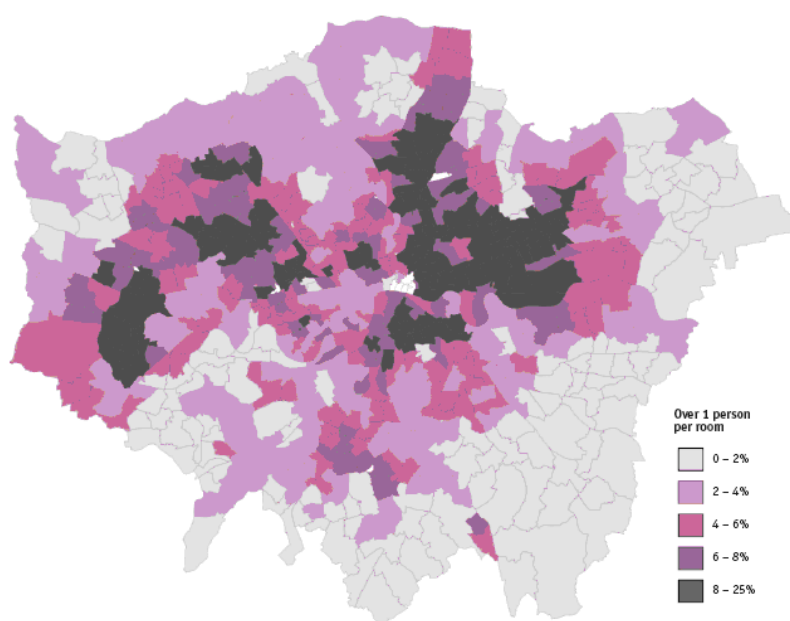 Over 1 person
per room
0 – 2%
2 – 4%
4 – 6%
6 – 8%
8 – 25%